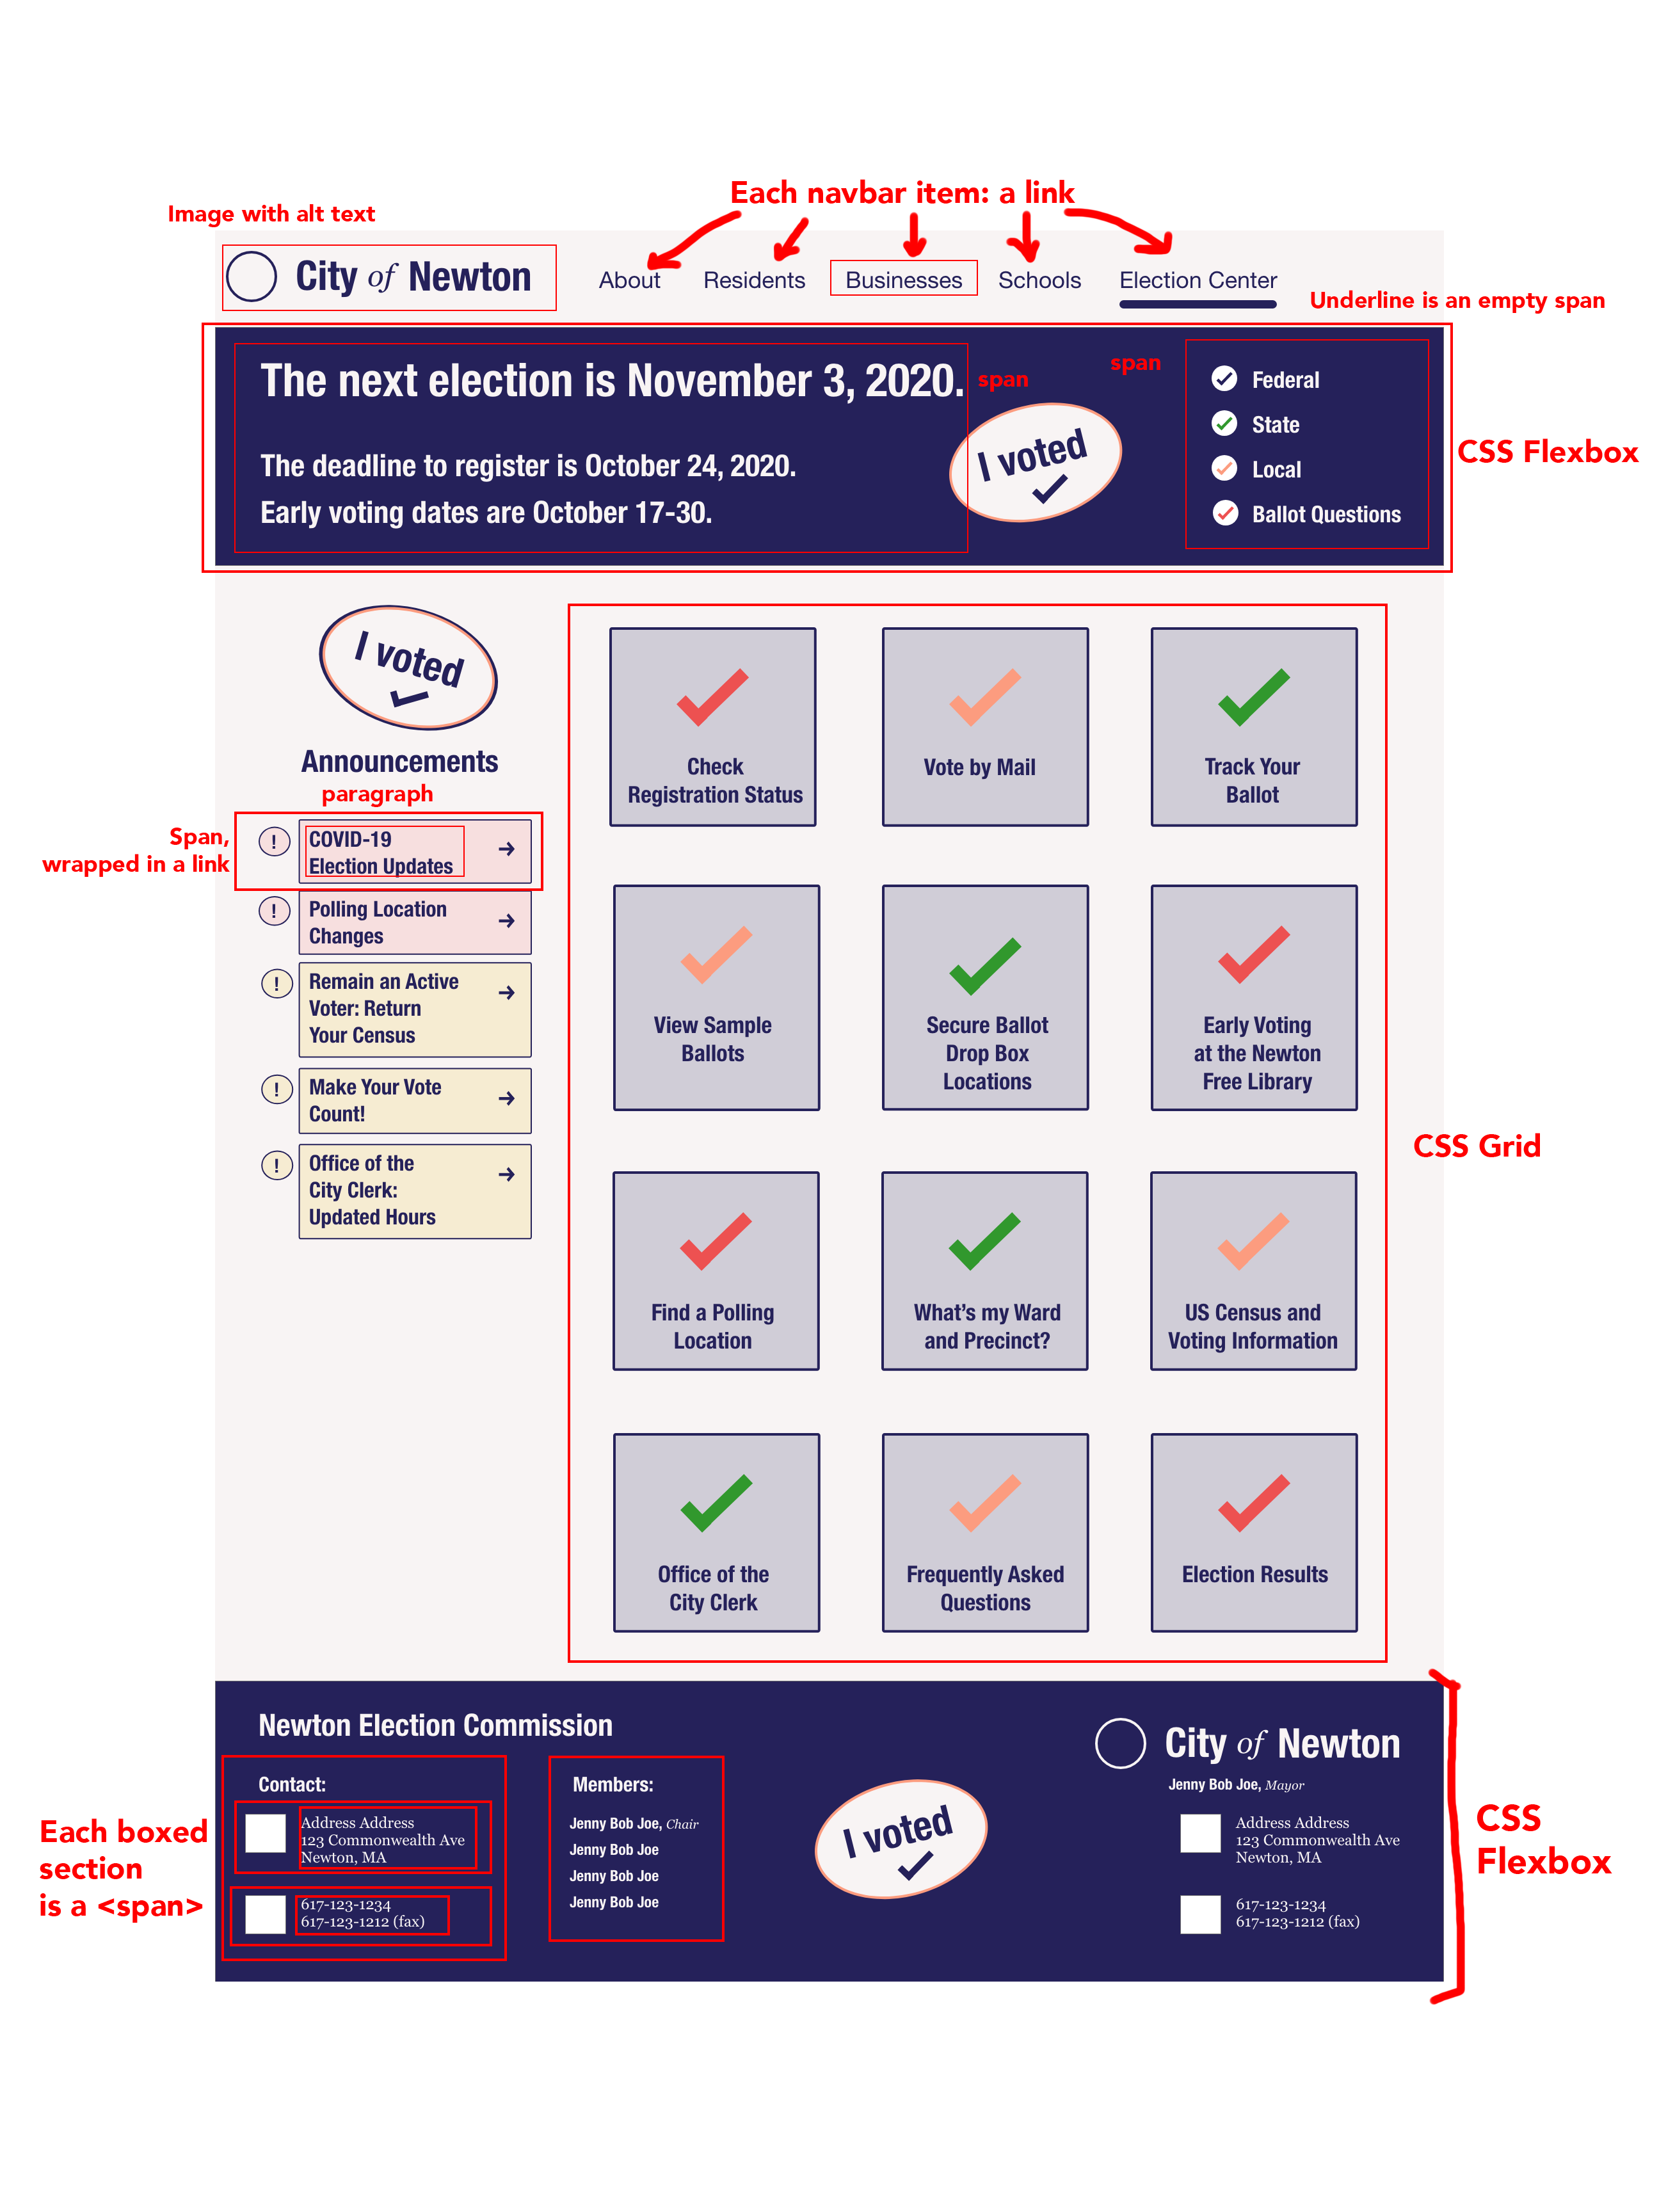 Each navbar item: a link
Image with alt text
City of Newton
About
Residents
Businesses
Schools
Election Center
Underline is an empty span
The next election is November 3, 2020.
span
span
The deadline to register is October 24, 2020.
Early voting dates are October 17-30.
I voted
Federal
State
Local
Ballot Questions
CSS Flexbox
I voted
Announcements
paragraph
Span,
wrapped in a link
!
COVID-19
Election Updates
!
Polling Location
Changes
!
Remain an Active
Voter: Return
Your Census
!
Make Your Vote
Count!
!
Office of the
City Clerk:
Updated Hours
Check
Registration Status
Vote by Mail
Track Your
Ballot
View Sample
Ballots
Secure Ballot
Drop Box
Locations
Early Voting
at the Newton
Free Library
CSS Grid
Find a Polling
Location
What's my Ward
and Precinct?
US Census and
Voting Information
Office of the
City Clerk
Frequently Asked
Questions
Election Results
Newton Election Commission
Contact:
Address Address
123 Commonwealth Ave
Newton, MA
617-123-1234
617-123-1212 (fax)
Each boxed
section
is a <span>
Members:
Jenny Bob Joe, Chair
Jenny Bob Joe
Jenny Bob Joe
Jenny Bob Joe
I voted
City of Newton
Jenny Bob Joe, Mayor
Address Address
123 Commonwealth Ave
Newton, MA
617-123-1234
617-123-1212 (fax)
CSS
Flexbox